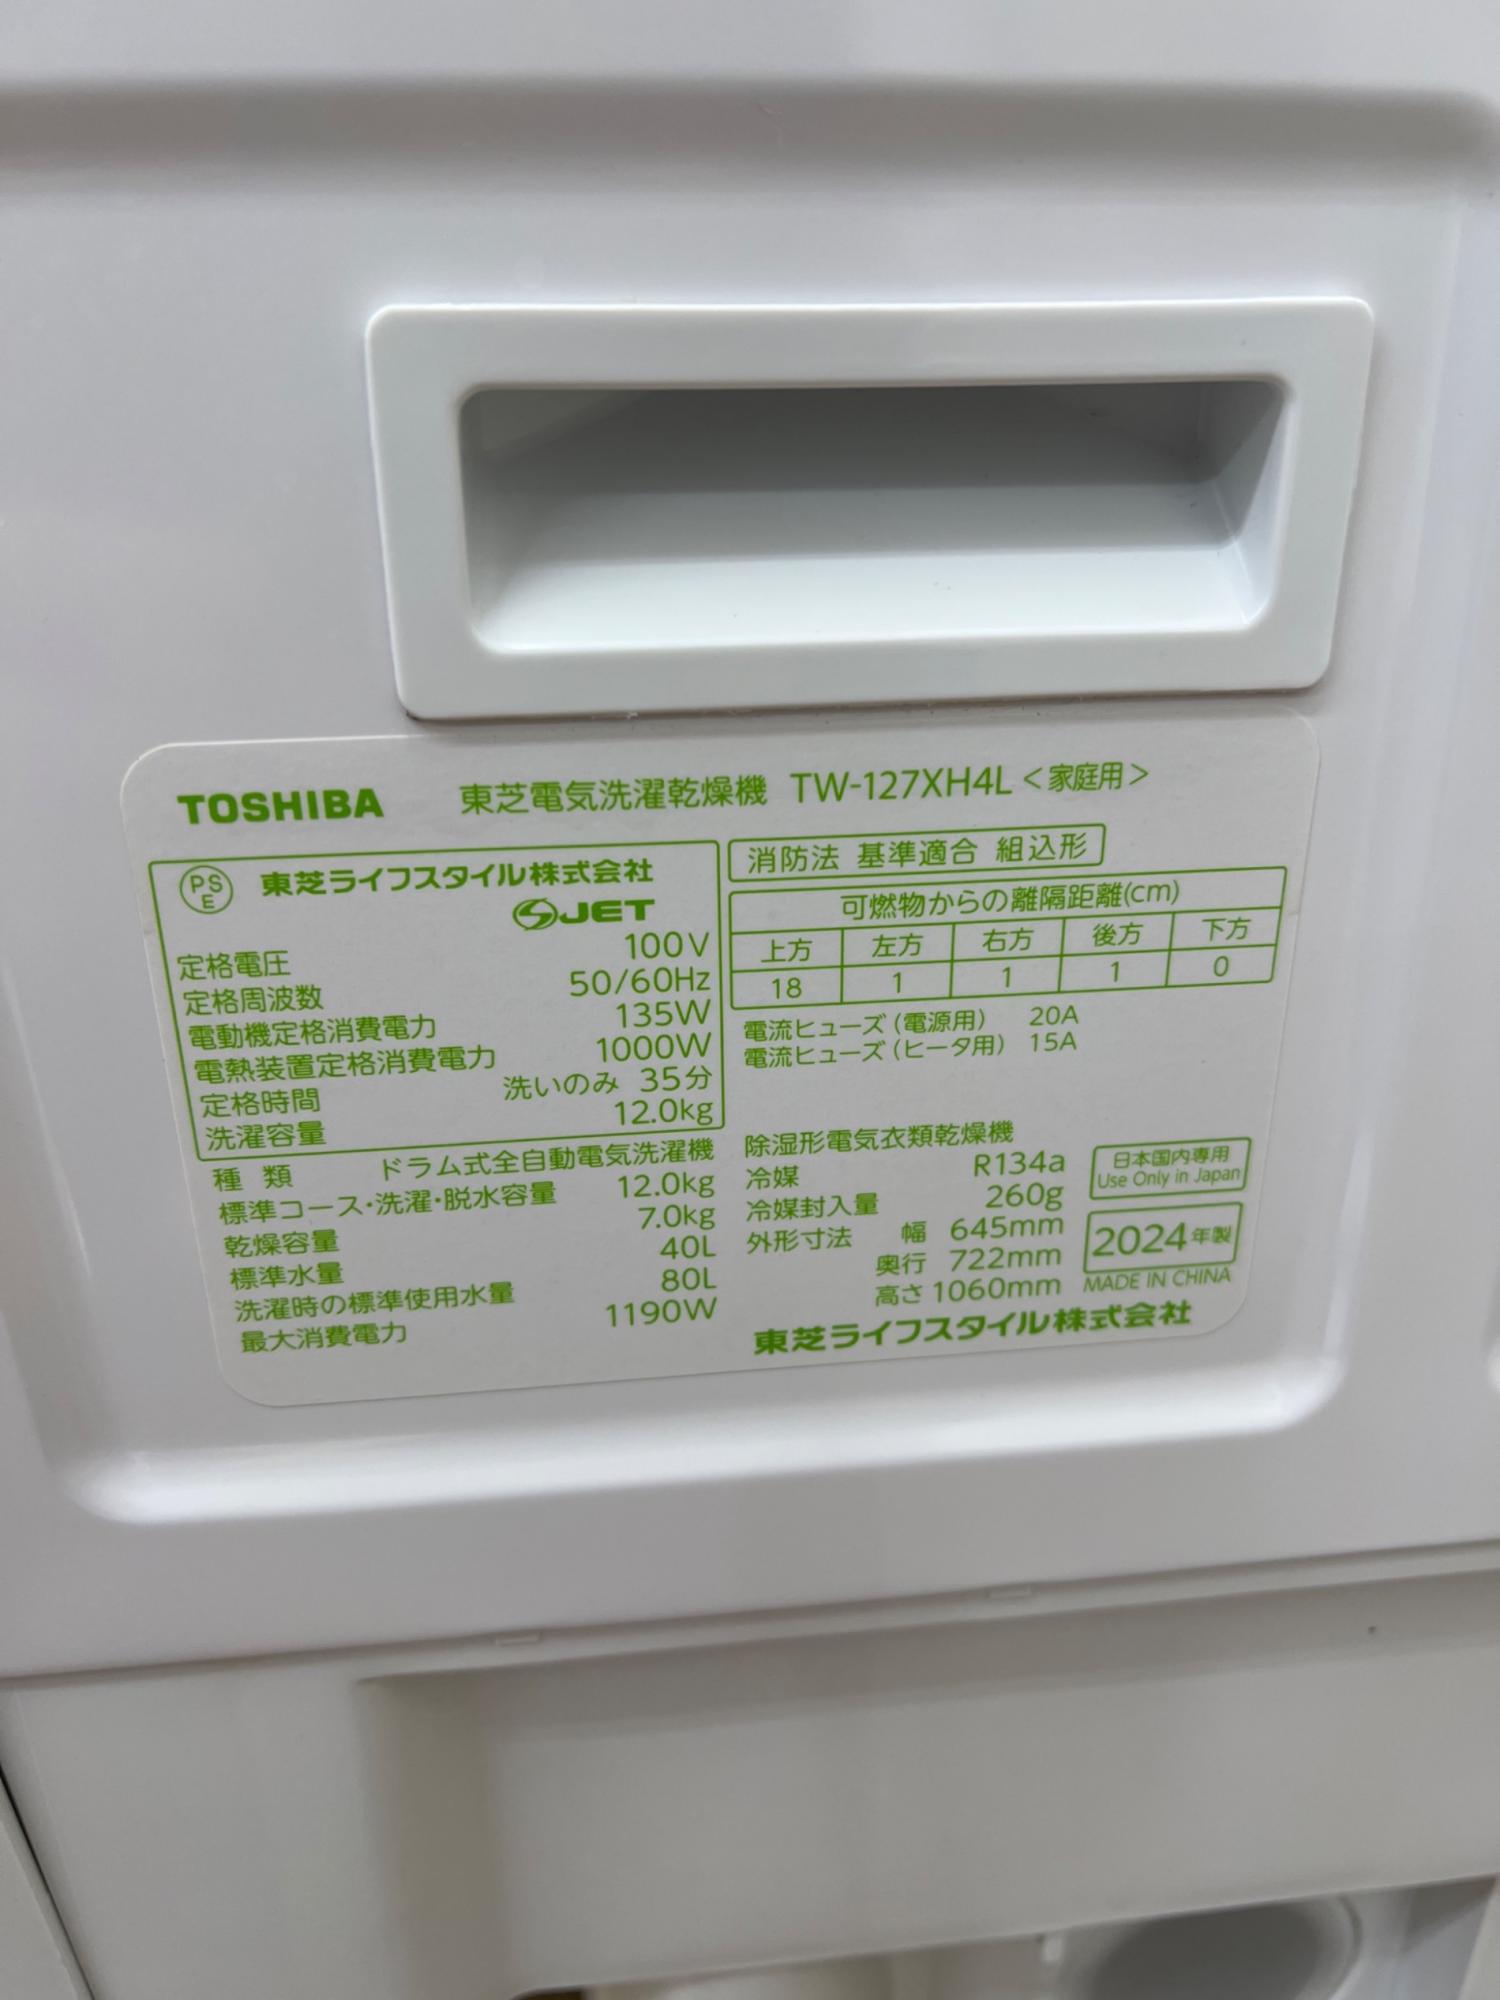 TOSHIBA 東芝電気洗濯乾燥機 TW-127XH4L <家庭用>
PSE 東芝ライフスタイル株式会社
JET
定格電圧 100V
定格周波数 50/60Hz
電動機定格消費電力 135W
電熱装置定格消費電力 1000W
定格時間 洗いのみ 35分
洗濯容量 12.0kg
種類 ドラム式全自動電気洗濯機
標準コース・洗濯・脱水容量 12.0kg
乾燥容量 7.0kg
標準水量 40L
洗濯時の標準使用水量 80L
最大消費電力 1190W
消防法 基準適合 組込形
可燃物からの離隔距離(cm)
上方 左方 右方 後方 下方
18 1 1 1 0
電流ヒューズ(電源用) 20A
電流ヒューズ(ヒータ用) 15A
除湿形電気衣類乾燥機
冷媒 R134a
冷媒封入量 260g
外形寸法 幅 645mm
奥行 722mm
高さ 1060mm
日本国内専用
Use Only in Japan
2024年製
MADE IN CHINA
東芝ライフスタイル株式会社